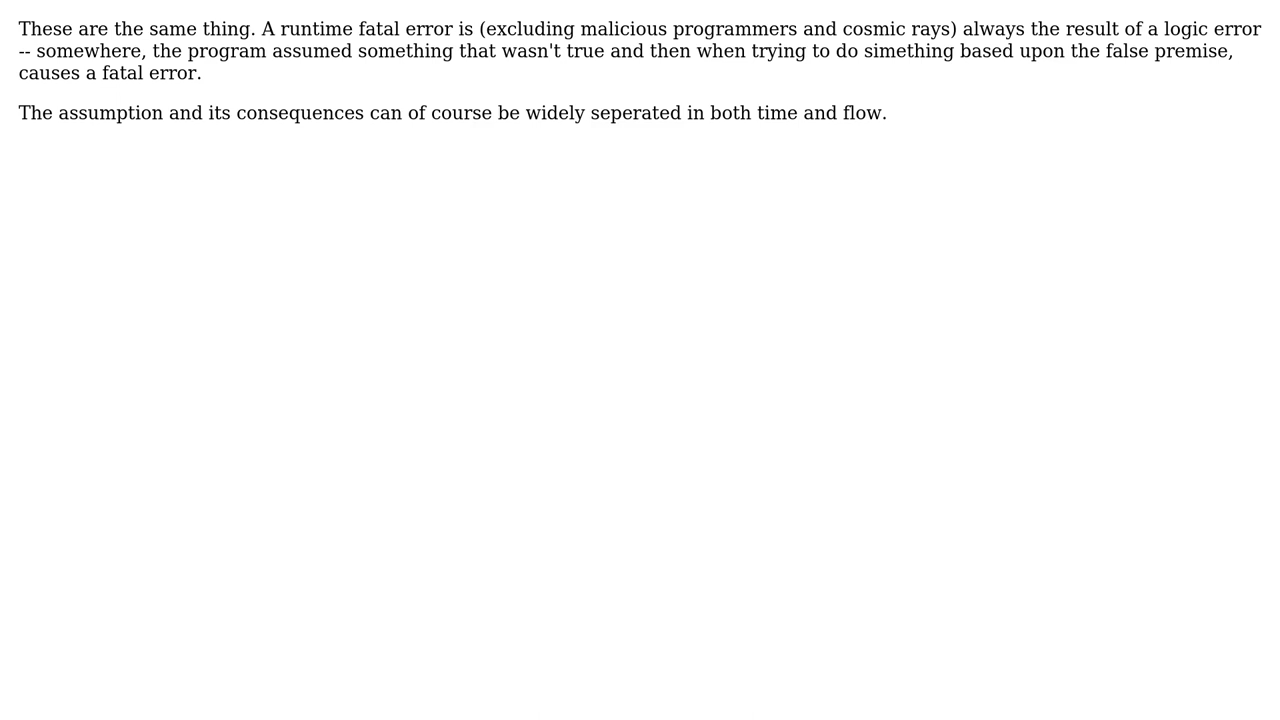 These are the same thing. A runtime fatal error is (excluding malicious programmers and cosmic rays) always the result of a logic error
-- somewhere, the program assumed something that wasn't true and then when trying to do simething based upon the false premise,
causes a fatal error.
The assumption and its consequences can of course be widely seperated in both time and flow.